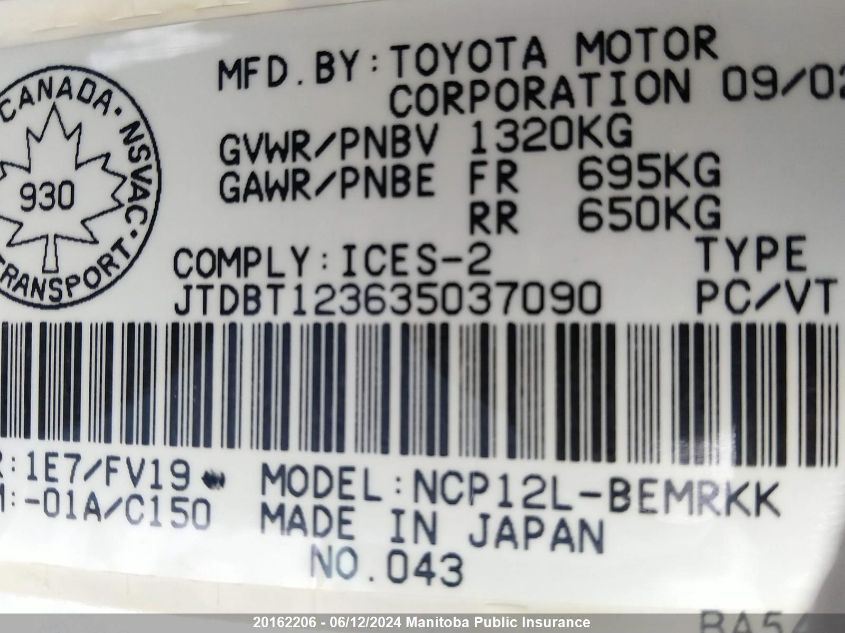 MFD.BY:TOYOTA MOTOR
CORPORATION 09/02
GVWR/PNBV 1320KG
GAWR/PNBE FR 695KG
RR 650KG
CANADA · NSVAC · TRANSPORT ·
930
COMPLY:ICES-2 TYPE
JTDBT123635037090 PC/VT
R:1E7/FV19 MODEL:NCP12L-BEMRKK
M:-01A/C150 MADE IN JAPAN
NO.043
20162206 - 06/12/2024 Manitoba Public Insurance